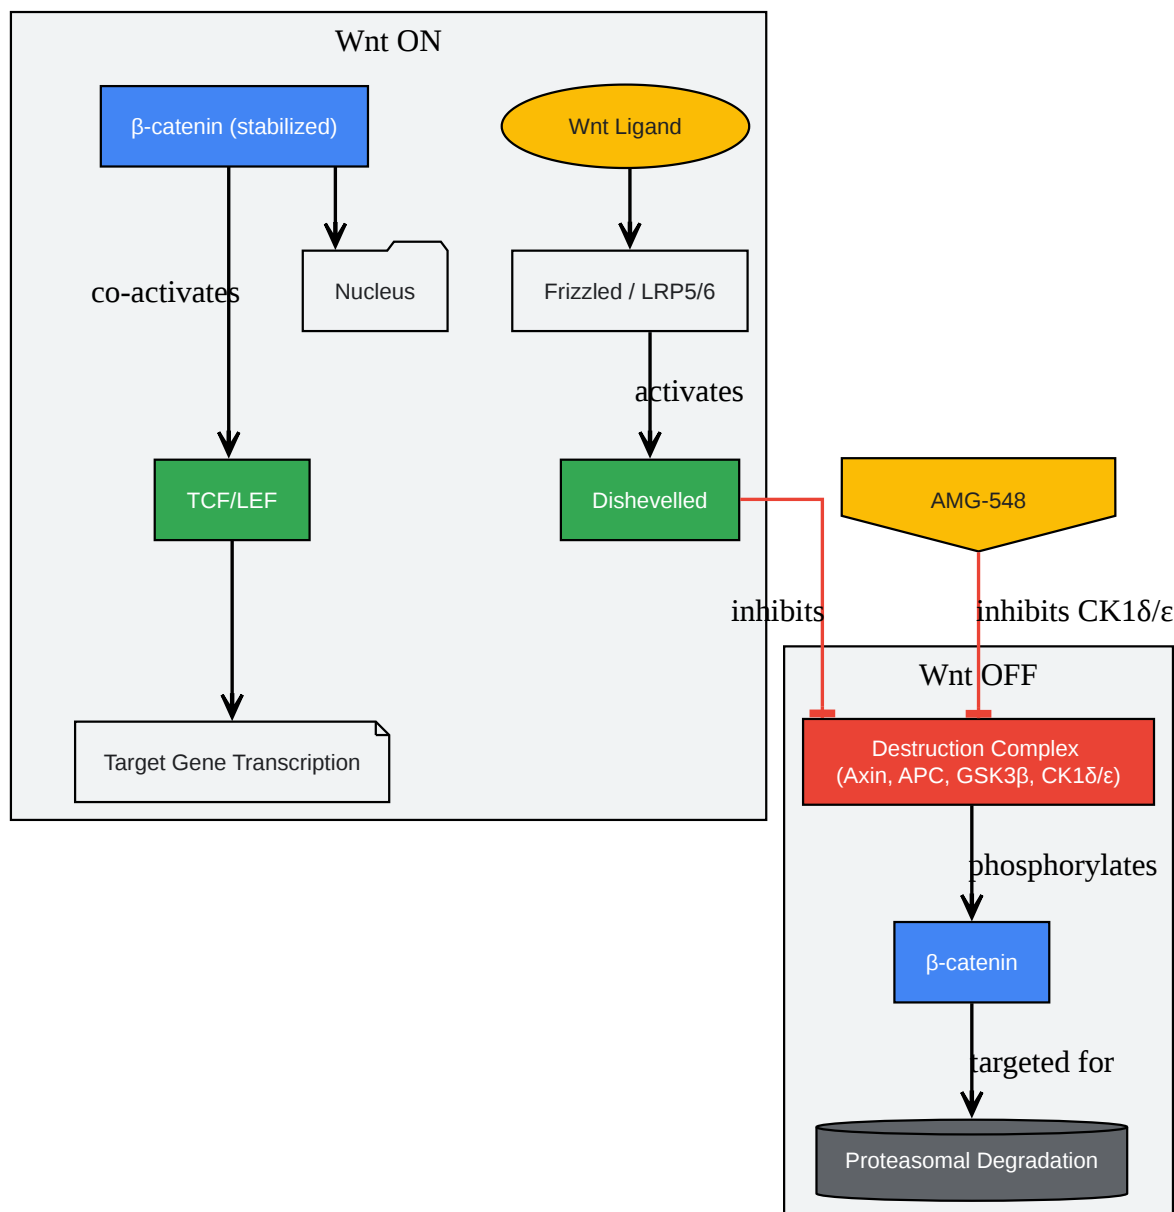 Wnt ON
β-catenin (stabilized)
Wnt Ligand
Nucleus
Frizzled / LRP5/6
co-activates
activates
TCF/LEF
Dishevelled
AMG-548
inhibits
inhibits CK1δ/ε
Wnt OFF
Target Gene Transcription
Destruction Complex
(Axin, APC, GSK3β, CK1δ/ε)
phosphorylates
β-catenin
targeted for
Proteasomal Degradation